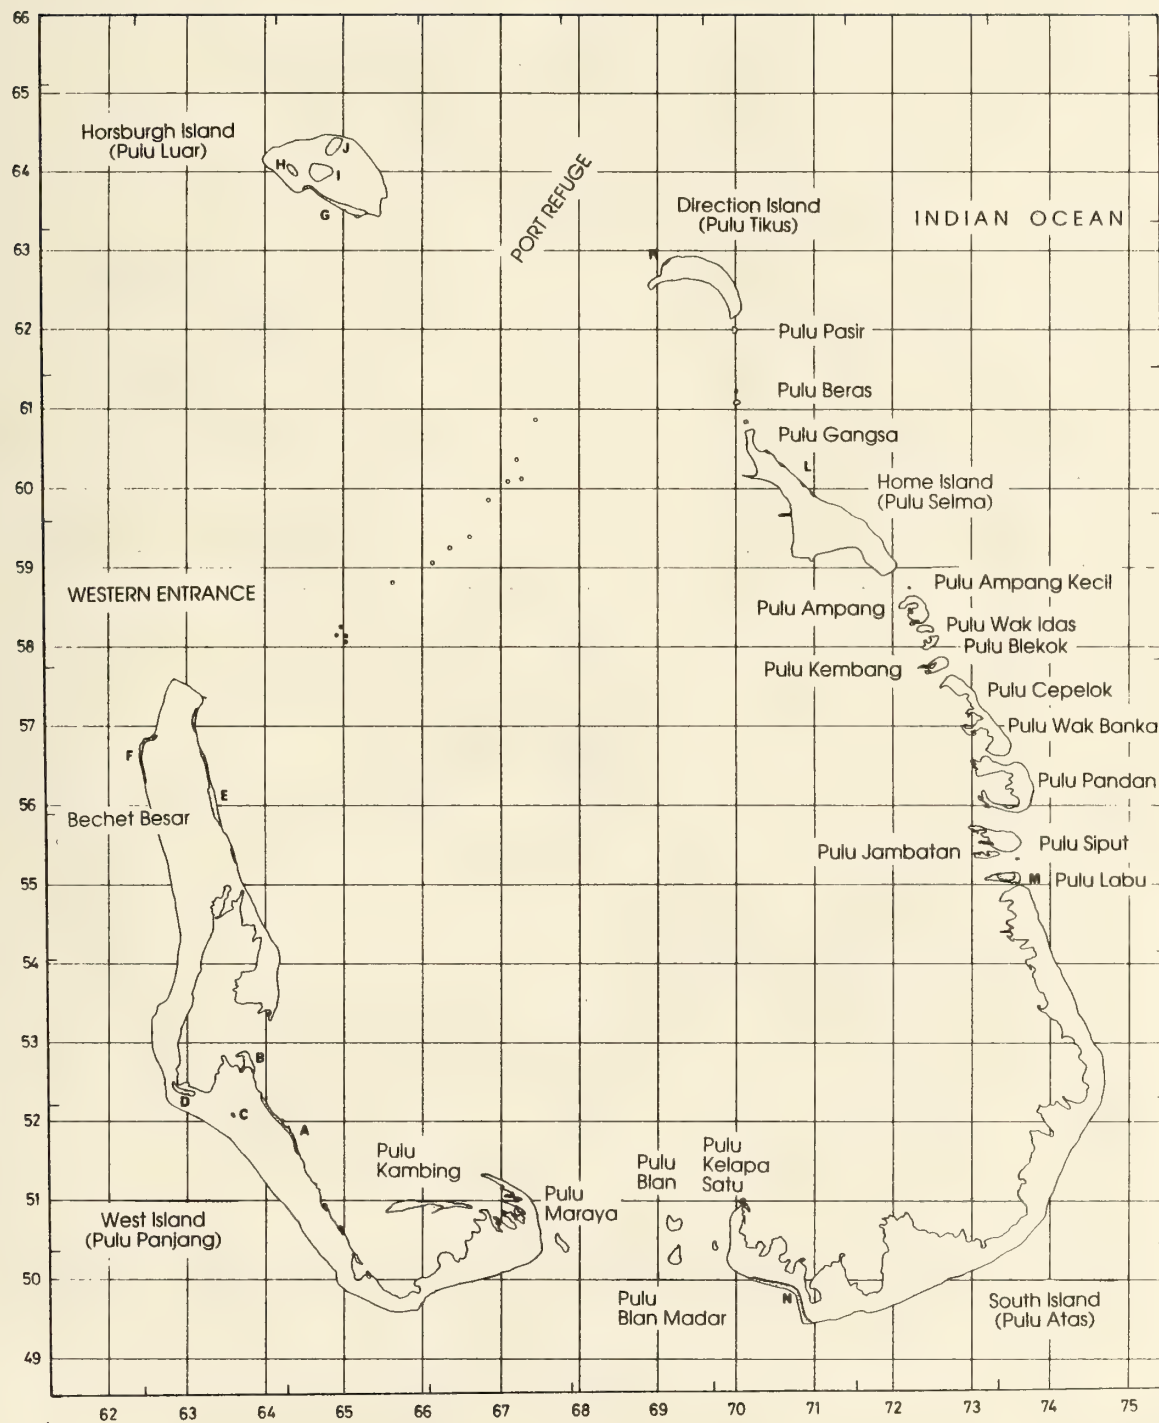 66
65
Horsburgh Island
(Pulu Luar)
J
H
I
64
G
PORT REFUGE
Direction Island
(Pulu Tikus)
INDIAN OCEAN
63
62
Pulu Pasir
Pulu Beras
61
Pulu Gangsa
L
60
Home Island
(Pulu Selma)
59
WESTERN ENTRANCE
Pulu Ampang Kecil
Pulu Ampang
Pulu Wak Idas
58
Pulu Blekok
Pulu Kembang
Pulu Cepelok
57
Pulu Wak Banka
F
E
Pulu Pandan
56
Bechet Besar
Pulu Siput
Pulu Jambatan
55
M
Pulu Labu
54
53
B
D
C
52
A
Pulu
Kambing
Pulu
Blan
Pulu
Kelapa
Satu
51
Pulu
Maraya
West Island
(Pulu Panjang)
50
Pulu
Blan Madar
N
South Island
(Pulu Atas)
49
62 63 64 65 66 67 68 69 70 71 72 73 74 75